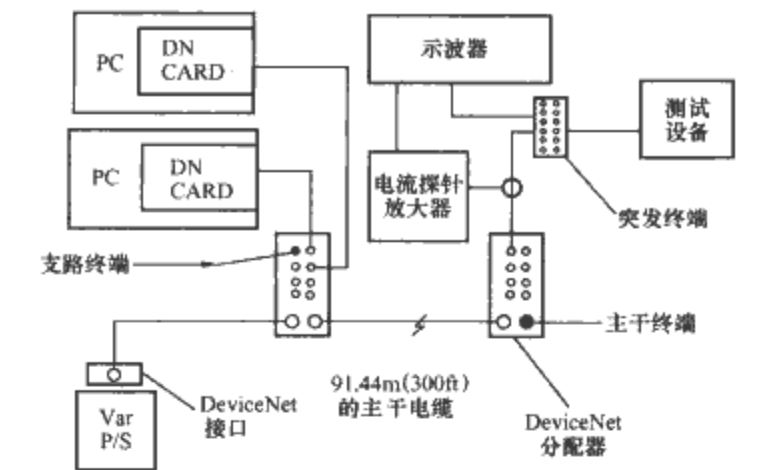 PC
DN
CARD
示波器
测试
设备
PC
DN
CARD
电流探针
放大器
突发终端
支路终端
主干终端
91.44m(300ft)
的主干电缆
DeviceNet
接口
Var
P/S
DeviceNet
分配器